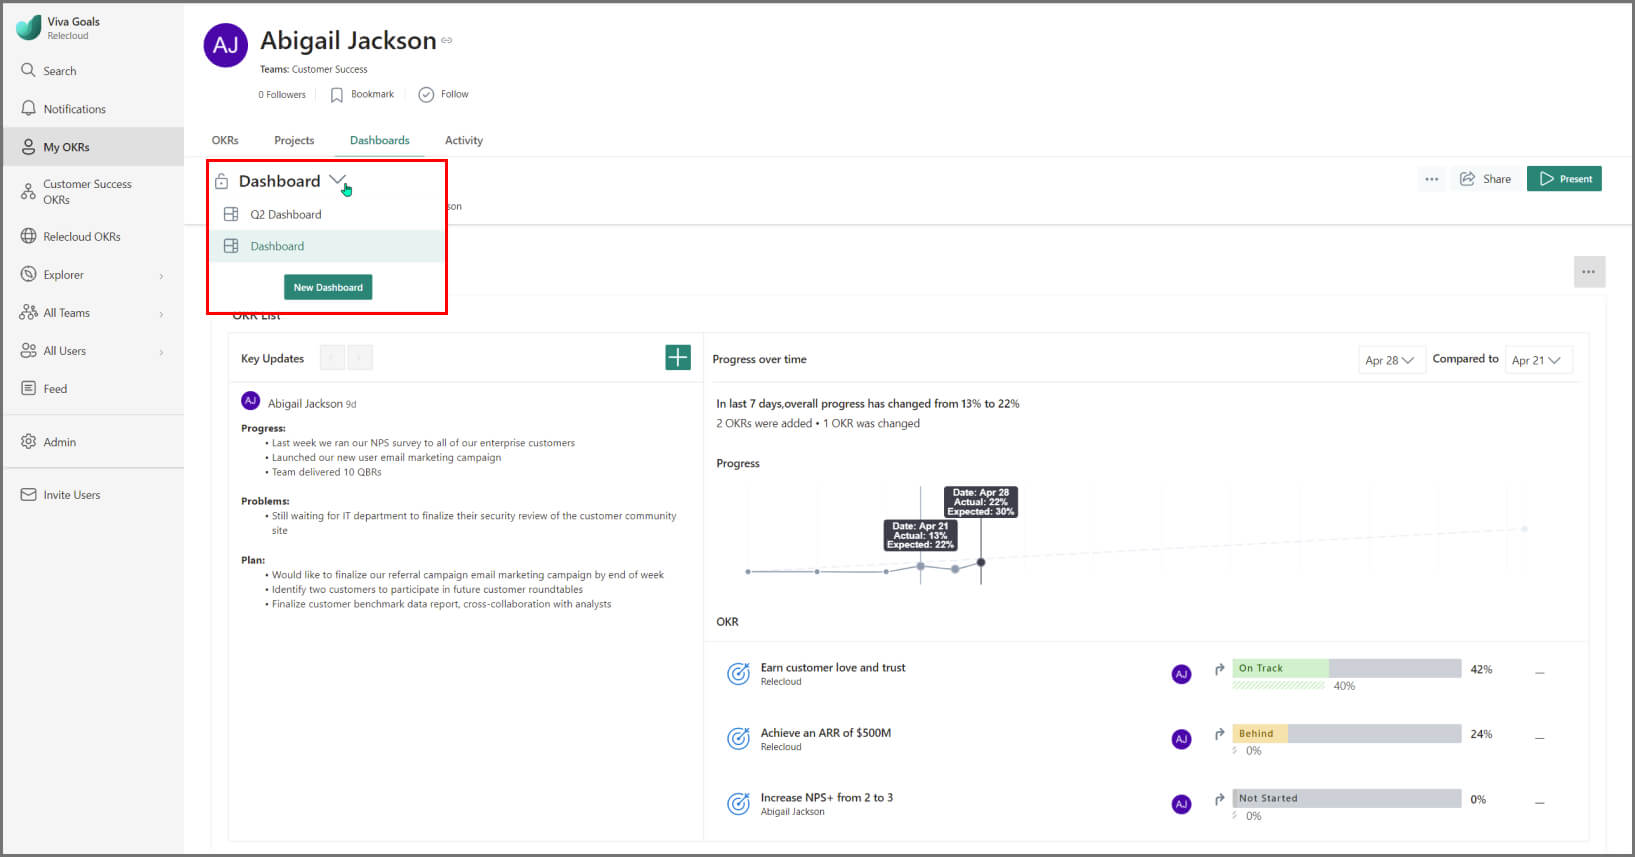 Viva Goals
Relecloud
Search
Notifications
My OKRs
Customer Success
OKRs
Relecloud OKRs
Explorer
All Teams
All Users
Feed
Admin
Invite Users
AJ
Abigail Jackson
Teams: Customer Success
0 Followers
Bookmark
Follow
OKRs
Projects
Dashboards
Activity
Dashboard
Share
Present
Q2 Dashboard
son
Dashboard
New Dashboard
OKR List
Key Updates
AJ
Abigail Jackson 9d
Progress:
• Last week we ran our NPS survey to all of our enterprise customers
• Launched our new user email marketing campaign
• Team delivered 10 QBRs
Problems:
• Still waiting for IT department to finalize their security review of the customer community
site
Plan:
• Would like to finalize our referral campaign email marketing campaign by end of week
• Identify two customers to participate in future customer roundtables
• Finalize customer benchmark data report, cross-collaboration with analysts
Progress over time
Apr 28
Compared to
Apr 21
In last 7 days,overall progress has changed from 13% to 22%
2 OKRs were added • 1 OKR was changed
Progress
Date: Apr 28
Actual: 22%
Expected: 30%
Date: Apr 21
Actual: 13%
Expected: 22%
OKR
Earn customer love and trust
Relecloud
AJ
On Track
42%
40%
Achieve an ARR of $500M
Relecloud
AJ
Behind
24%
0%
Increase NPS+ from 2 to 3
Abigail Jackson
AJ
Not Started
0%
0%